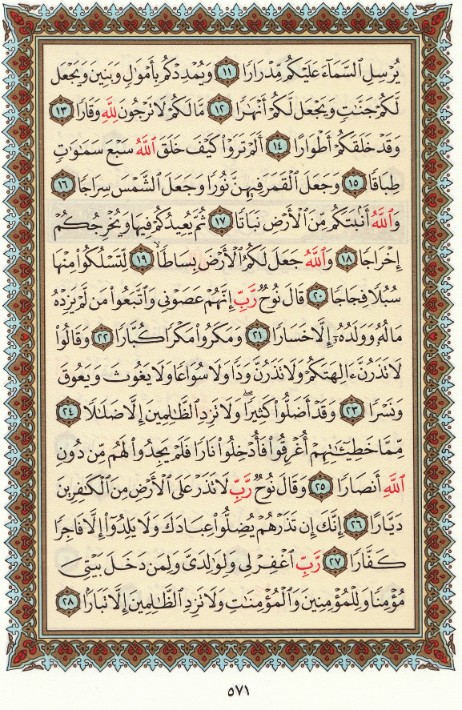 يُرْسِلِ ٱلسَّمَآءَ عَلَيْكُم مِّدْرَارًا ۝١١ وَيُمْدِدْكُم بِأَمْوَٰلٍ وَبَنِينَ وَيَجْعَل
لَّكُمْ جَنَّٰتٍ وَيَجْعَل لَّكُمْ أَنْهَٰرًا ۝١٢ مَّا لَكُمْ لَا تَرْجُونَ لِلَّهِ وَقَارًا ۝١٣
وَقَدْ خَلَقَكُمْ أَطْوَارًا ۝١٤ أَلَمْ تَرَوْا۟ كَيْفَ خَلَقَ ٱللَّهُ سَبْعَ سَمَٰوَٰتٍ
طِبَاقًا ۝١٥ وَجَعَلَ ٱلْقَمَرَ فِيهِنَّ نُورًا وَجَعَلَ ٱلشَّمْسَ سِرَاجًا ۝١٦
وَٱللَّهُ أَنۢبَتَكُم مِّنَ ٱلْأَرْضِ نَبَاتًا ۝١٧ ثُمَّ يُعِيدُكُمْ فِيهَا وَيُخْرِجُكُمْ
إِخْرَاجًا ۝١٨ وَٱللَّهُ جَعَلَ لَكُمُ ٱلْأَرْضَ بِسَاطًا ۝١٩ لِّتَسْلُكُوا۟ مِنْهَا
سُبُلًا فِجَاجًا ۝٢٠ قَالَ نُوحٌ رَّبِّ إِنَّهُمْ عَصَوْنِى وَٱتَّبَعُوا۟ مَن لَّمْ يَزِدْهُ
مَالُهُۥ وَوَلَدُهُۥٓ إِلَّا خَسَارًا ۝٢١ وَمَكَرُوا۟ مَكْرًا كُبَّارًا ۝٢٢ وَقَالُوا۟
لَا تَذَرُنَّ ءَالِهَتَكُمْ وَلَا تَذَرُنَّ وَدًّا وَلَا سُوَاعًا وَلَا يَغُوثَ وَيَعُوقَ
وَنَسْرًا ۝٢٣ وَقَدْ أَضَلُّوا۟ كَثِيرًا ۖ وَلَا تَزِدِ ٱلظَّٰلِمِينَ إِلَّا ضَلَٰلًا ۝٢٤
مِّمَّا خَطِيٓـَٰٔتِهِمْ أُغْرِقُوا۟ فَأُدْخِلُوا۟ نَارًا فَلَمْ يَجِدُوا۟ لَهُم مِّن دُونِ
ٱللَّهِ أَنصَارًا ۝٢٥ وَقَالَ نُوحٌ رَّبِّ لَا تَذَرْ عَلَى ٱلْأَرْضِ مِنَ ٱلْكَٰفِرِينَ
دَيَّارًا ۝٢٦ إِنَّكَ إِن تَذَرْهُمْ يُضِلُّوا۟ عِبَادَكَ وَلَا يَلِدُوٓا۟ إِلَّا فَاجِرًا
كَفَّارًا ۝٢٧ رَّبِّ ٱغْفِرْ لِى وَلِوَٰلِدَىَّ وَلِمَن دَخَلَ بَيْتِىَ
مُؤْمِنًا وَلِلْمُؤْمِنِينَ وَٱلْمُؤْمِنَٰتِ وَلَا تَزِدِ ٱلظَّٰلِمِينَ إِلَّا تَبَارًۢا ۝٢٨
٥٧١